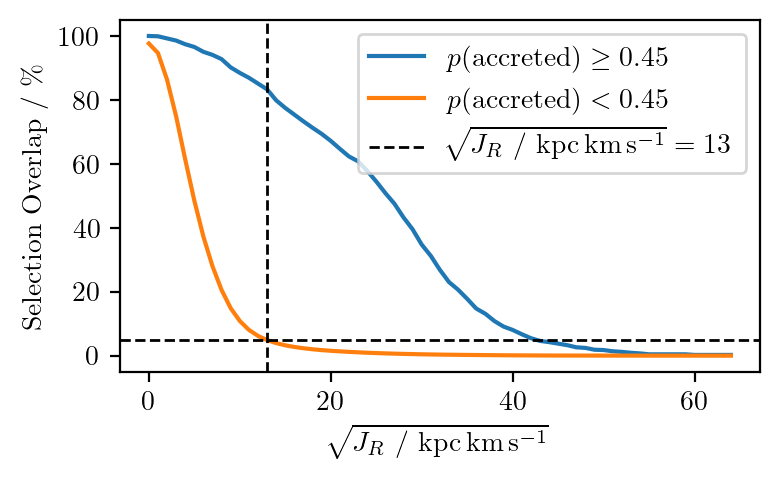 Selection Overlap / %
100
80
60
40
20
0
p(accreted) ≥ 0.45
p(accreted) < 0.45
√J_R / kpc km s⁻¹ = 13
0 20 40 60
√J_R / kpc km s⁻¹